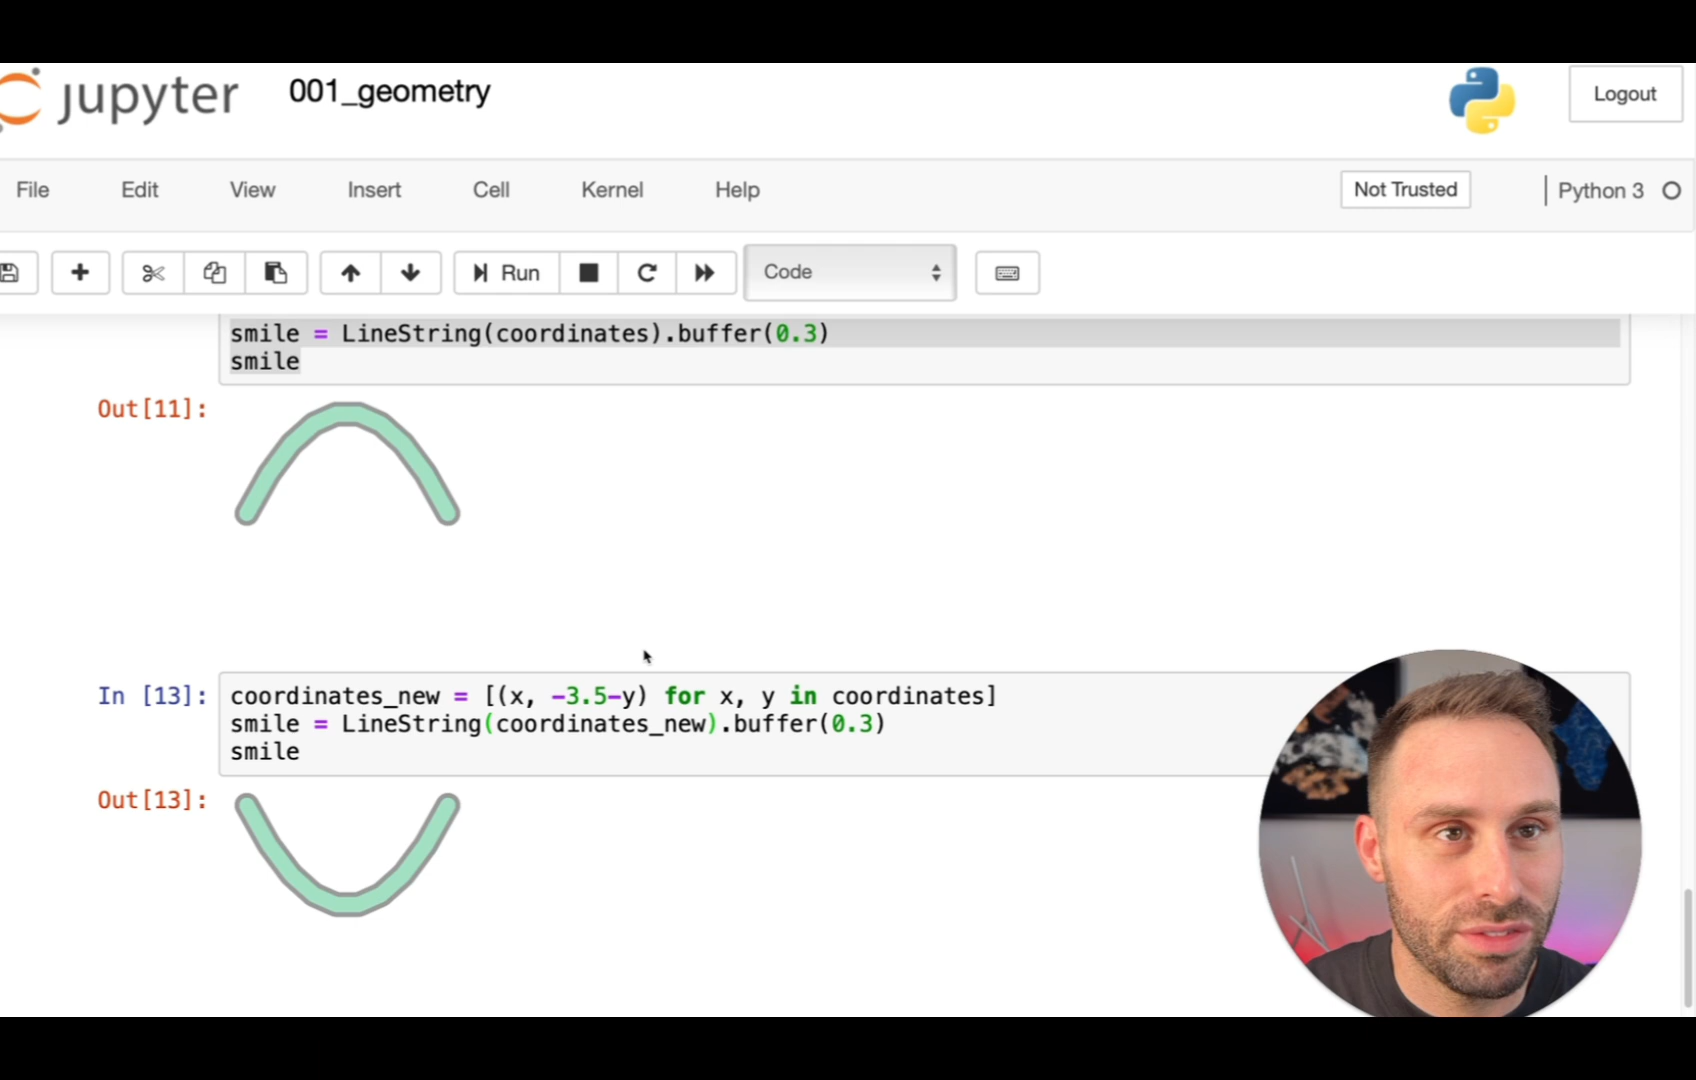 jupyter 001_geometry Logout
File Edit View Insert Cell Kernel Help Not Trusted Python 3
Run Code
smile = LineString(coordinates).buffer(0.3)
smile
Out[11]:
In [13]: coordinates_new = [(x, -3.5-y) for x, y in coordinates]
smile = LineString(coordinates_new).buffer(0.3)
smile
Out[13]: